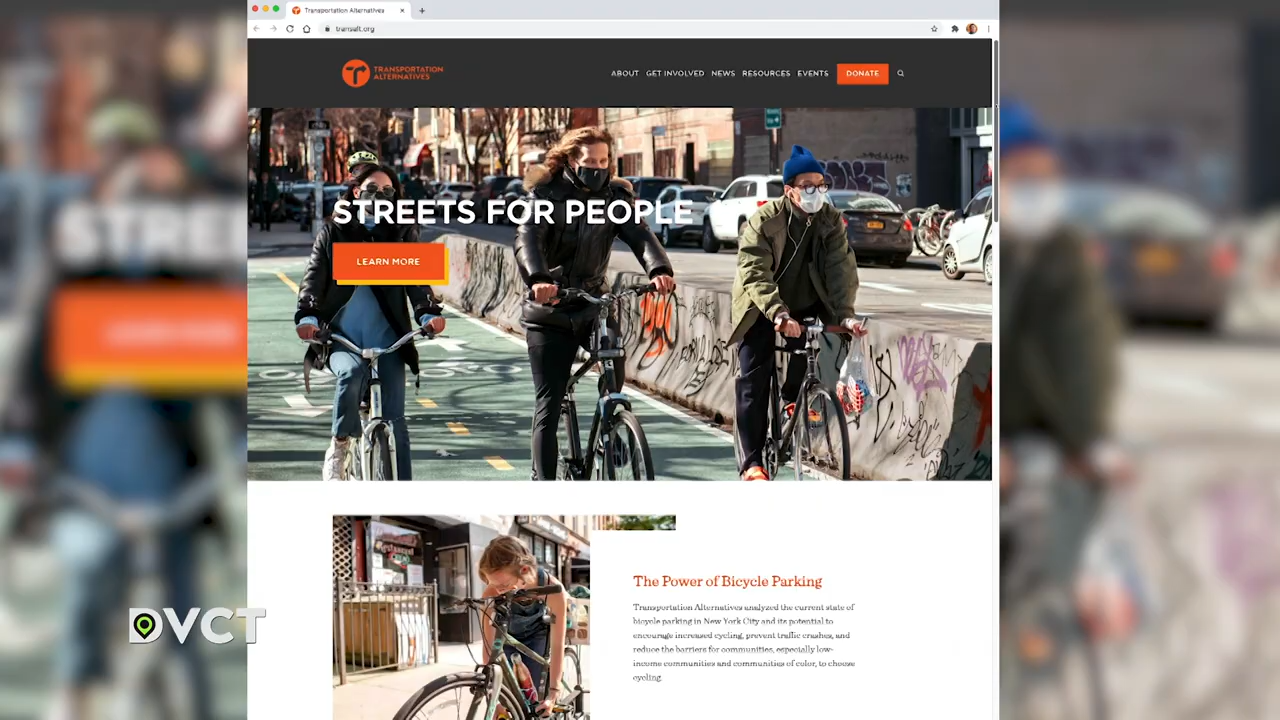 Transportation Alternatives
transalt.org
TRANSPORTATION
ALTERNATIVES
ABOUT GET INVOLVED NEWS RESOURCES EVENTS DONATE
STREETS FOR PEOPLE
LEARN MORE
The Power of Bicycle Parking
Transportation Alternatives analyzed the current state of
bicycle parking in New York City and its potential to
encourage increased cycling, prevent traffic crashes, and
reduce the barriers for communities, especially low-
income communities and communities of color, to choose
cycling.
DVCT